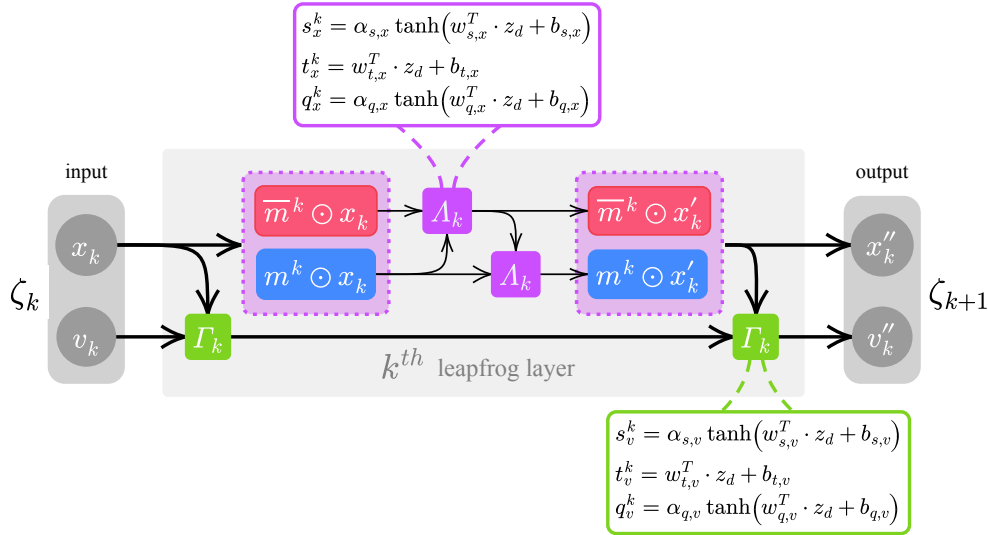 s_x^k = α_{s,x} tanh(w_{s,x}^T · z_d + b_{s,x})
t_x^k = w_{t,x}^T · z_d + b_{t,x}
q_x^k = α_{q,x} tanh(w_{q,x}^T · z_d + b_{q,x})
input
output
m̅^k ⊙ x_k
Λ_k
m̅^k ⊙ x′_k
x_k
x″_k
m^k ⊙ x_k
Λ_k
m^k ⊙ x′_k
ζ_k
ζ_{k+1}
v_k
Γ_k
Γ_k
v″_k
k^{th} leapfrog layer
s_v^k = α_{s,v} tanh(w_{s,v}^T · z_d + b_{s,v})
t_v^k = w_{t,v}^T · z_d + b_{t,v}
q_v^k = α_{q,v} tanh(w_{q,v}^T · z_d + b_{q,v})